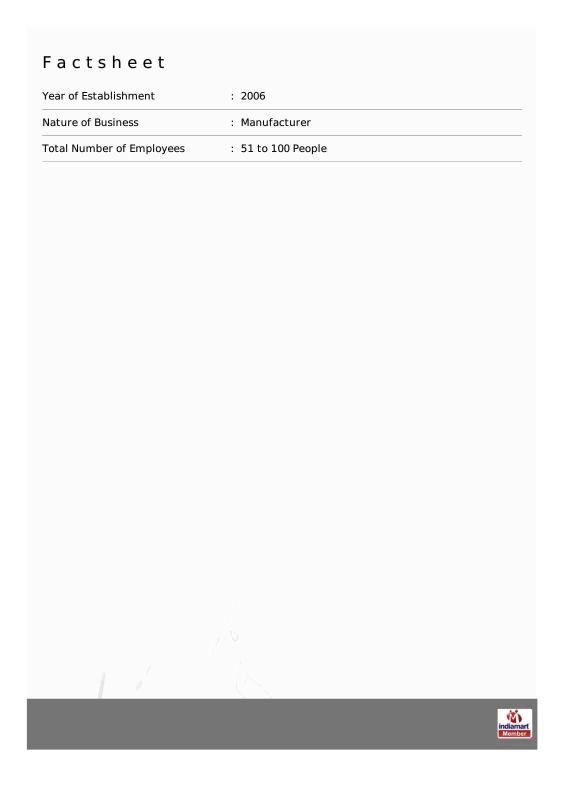 Factsheet
Year of Establishment : 2006
Nature of Business : Manufacturer
Total Number of Employees : 51 to 100 People
indiamart
Member